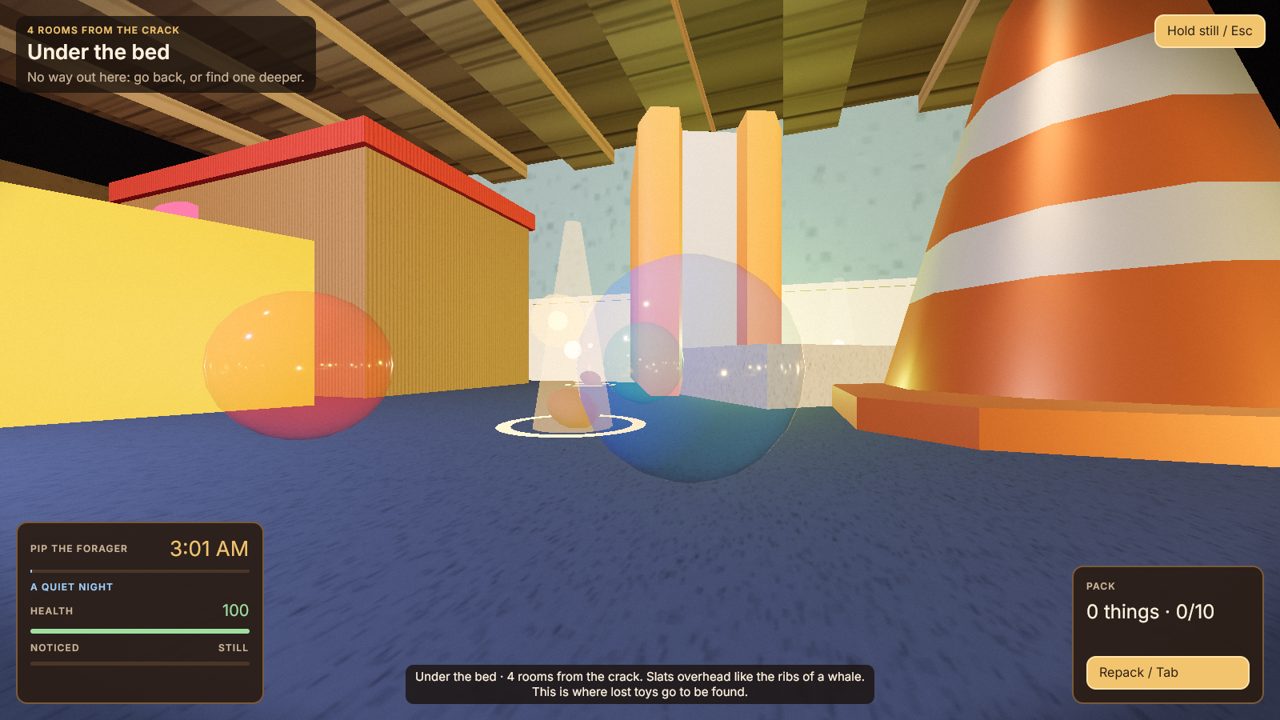 4 ROOMS FROM THE CRACK
Under the bed
No way out here: go back, or find one deeper.
Hold still / Esc
PIP THE FORAGER
3:01 AM
A QUIET NIGHT
HEALTH
100
NOTICED
STILL
Under the bed · 4 rooms from the crack. Slats overhead like the ribs of a whale.
This is where lost toys go to be found.
PACK
0 things · 0/10
Repack / Tab